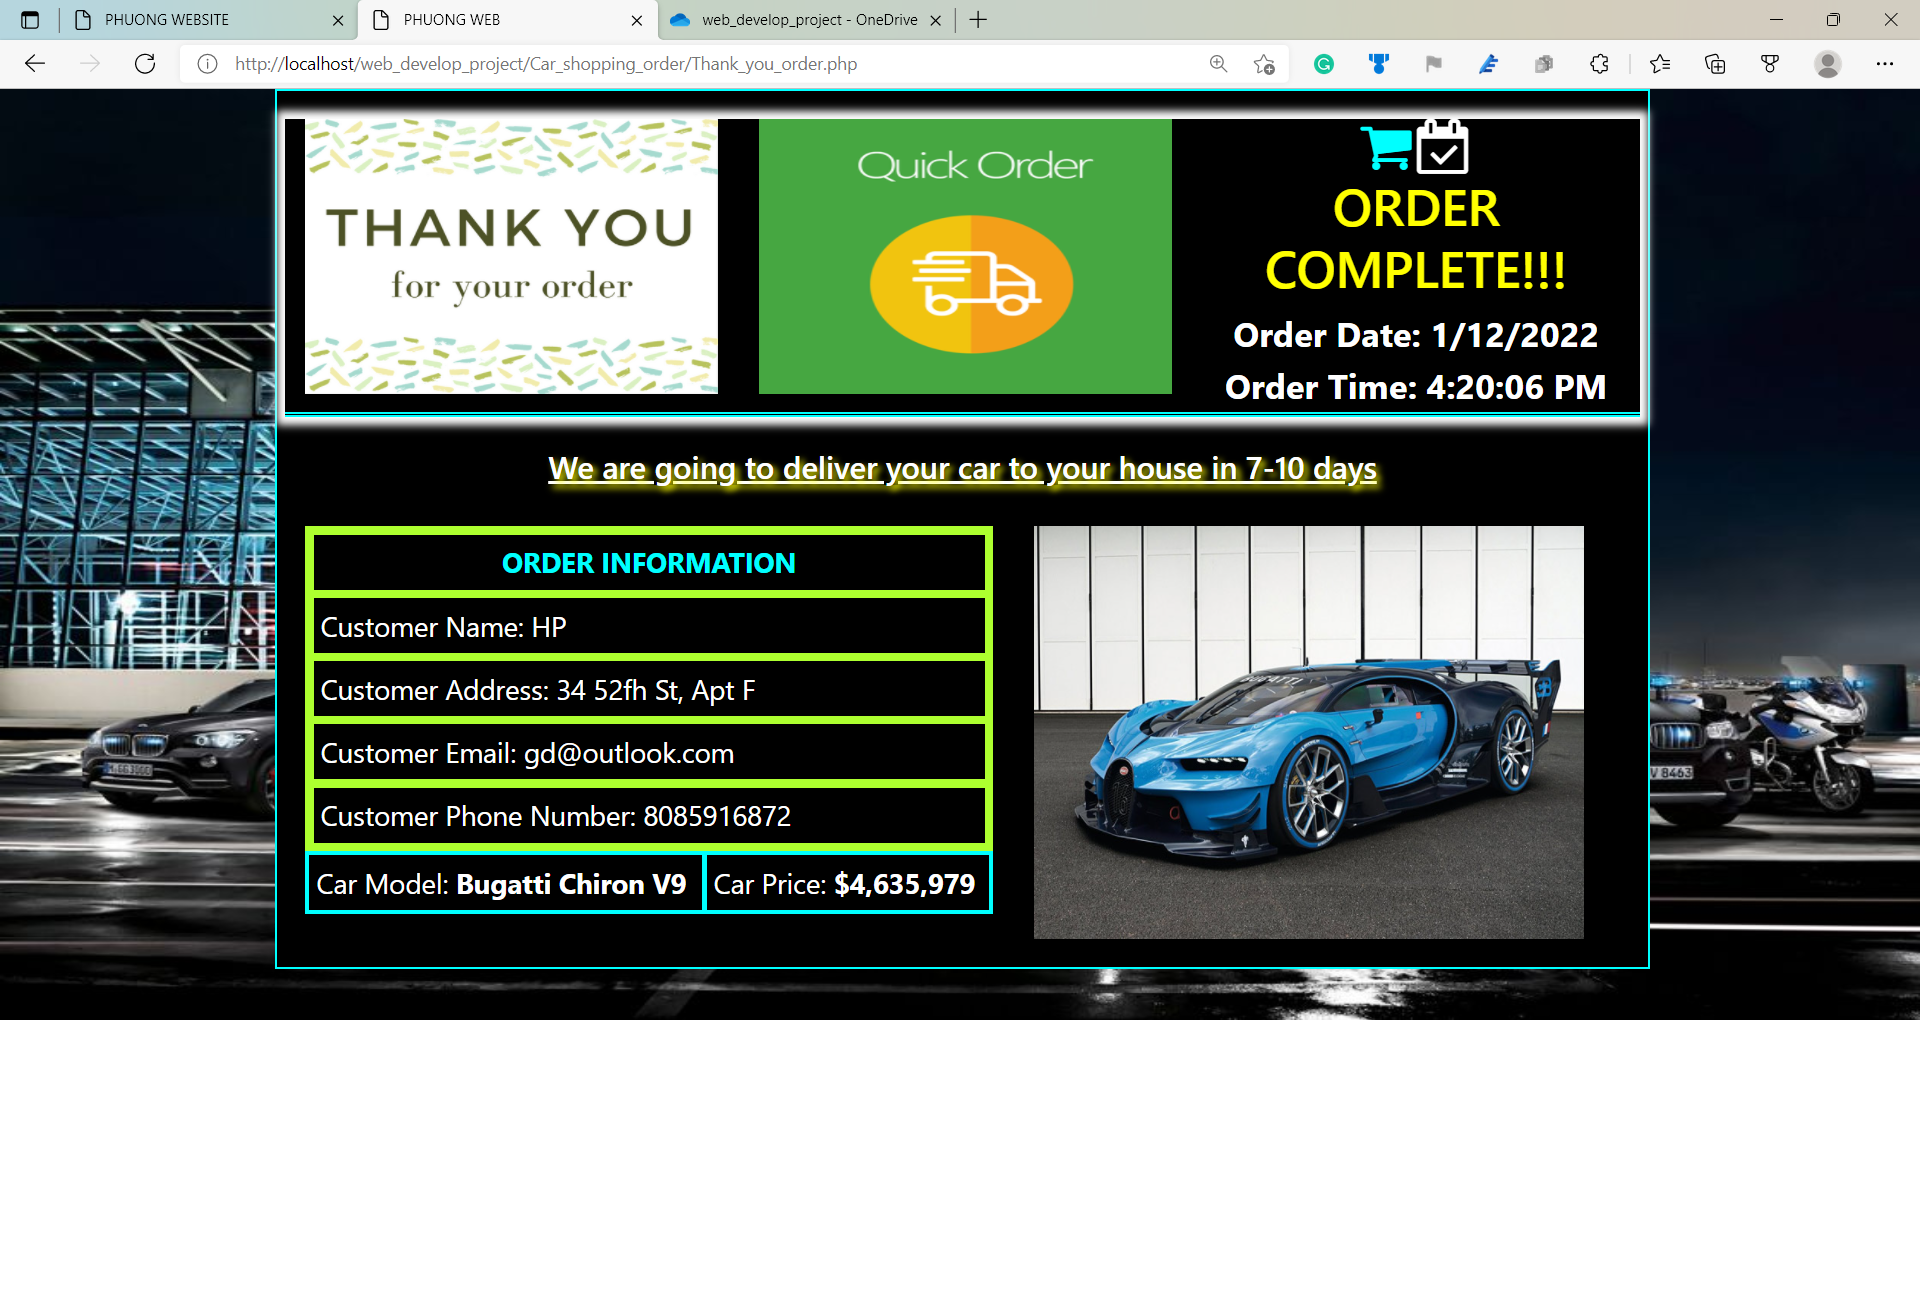 PHUONG WEBSITE
PHUONG WEB
web_develop_project - OneDrive
http://localhost/web_develop_project/Car_shopping_order/Thank_you_order.php
THANK YOU
for your order
Quick Order
ORDER
COMPLETE!!!
Order Date: 1/12/2022
Order Time: 4:20:06 PM
We are going to deliver your car to your house in 7-10 days
ORDER INFORMATION
Customer Name: HP
Customer Address: 34 52fh St, Apt F
Customer Email: gd@outlook.com
Customer Phone Number: 8085916872
Car Model: Bugatti Chiron V9
Car Price: $4,635,979
BUGATTI
V 8463